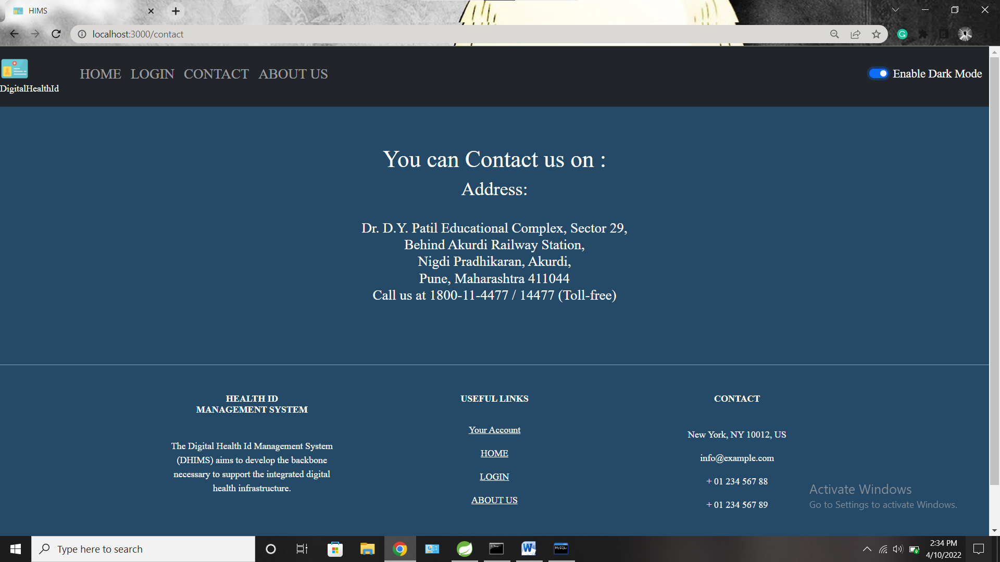 HIMS
localhost:3000/contact
DigitalHealthId
HOME LOGIN CONTACT ABOUT US
Enable Dark Mode
You can Contact us on :
Address:
Dr. D.Y. Patil Educational Complex, Sector 29,
Behind Akurdi Railway Station,
Nigdi Pradhikaran, Akurdi,
Pune, Maharashtra 411044
Call us at 1800-11-4477 / 14477 (Toll-free)
HEALTH ID
MANAGEMENT SYSTEM
The Digital Health Id Management System
(DHIMS) aims to develop the backbone
necessary to support the integrated digital
health infrastructure.
USEFUL LINKS
Your Account
HOME
LOGIN
ABOUT US
CONTACT
New York, NY 10012, US
info@example.com
+ 01 234 567 88
+ 01 234 567 89
Activate Windows
Go to Settings to activate Windows.
Type here to search
2:34 PM
4/10/2022